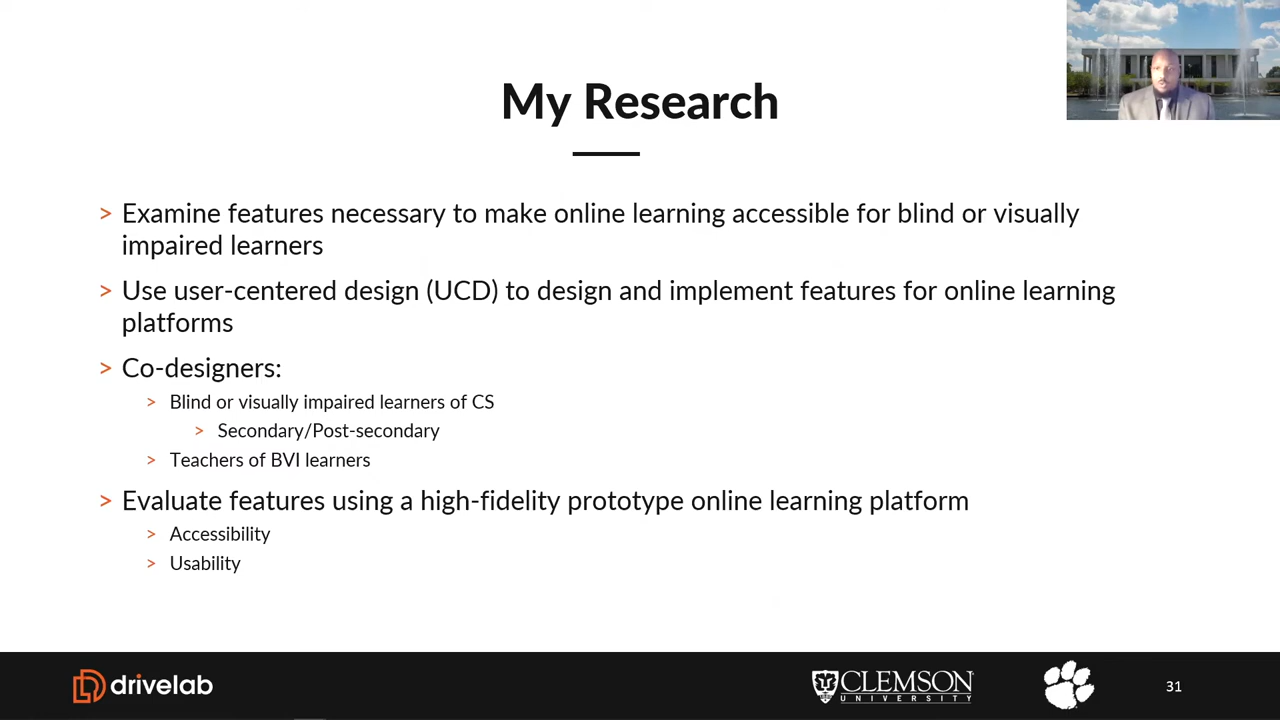 My Research
> Examine features necessary to make online learning accessible for blind or visually
impaired learners
> Use user-centered design (UCD) to design and implement features for online learning
platforms
> Co-designers:
> Blind or visually impaired learners of CS
> Secondary/Post-secondary
> Teachers of BVI learners
> Evaluate features using a high-fidelity prototype online learning platform
> Accessibility
> Usability
drivelab
CLEMSON
UNIVERSITY
31